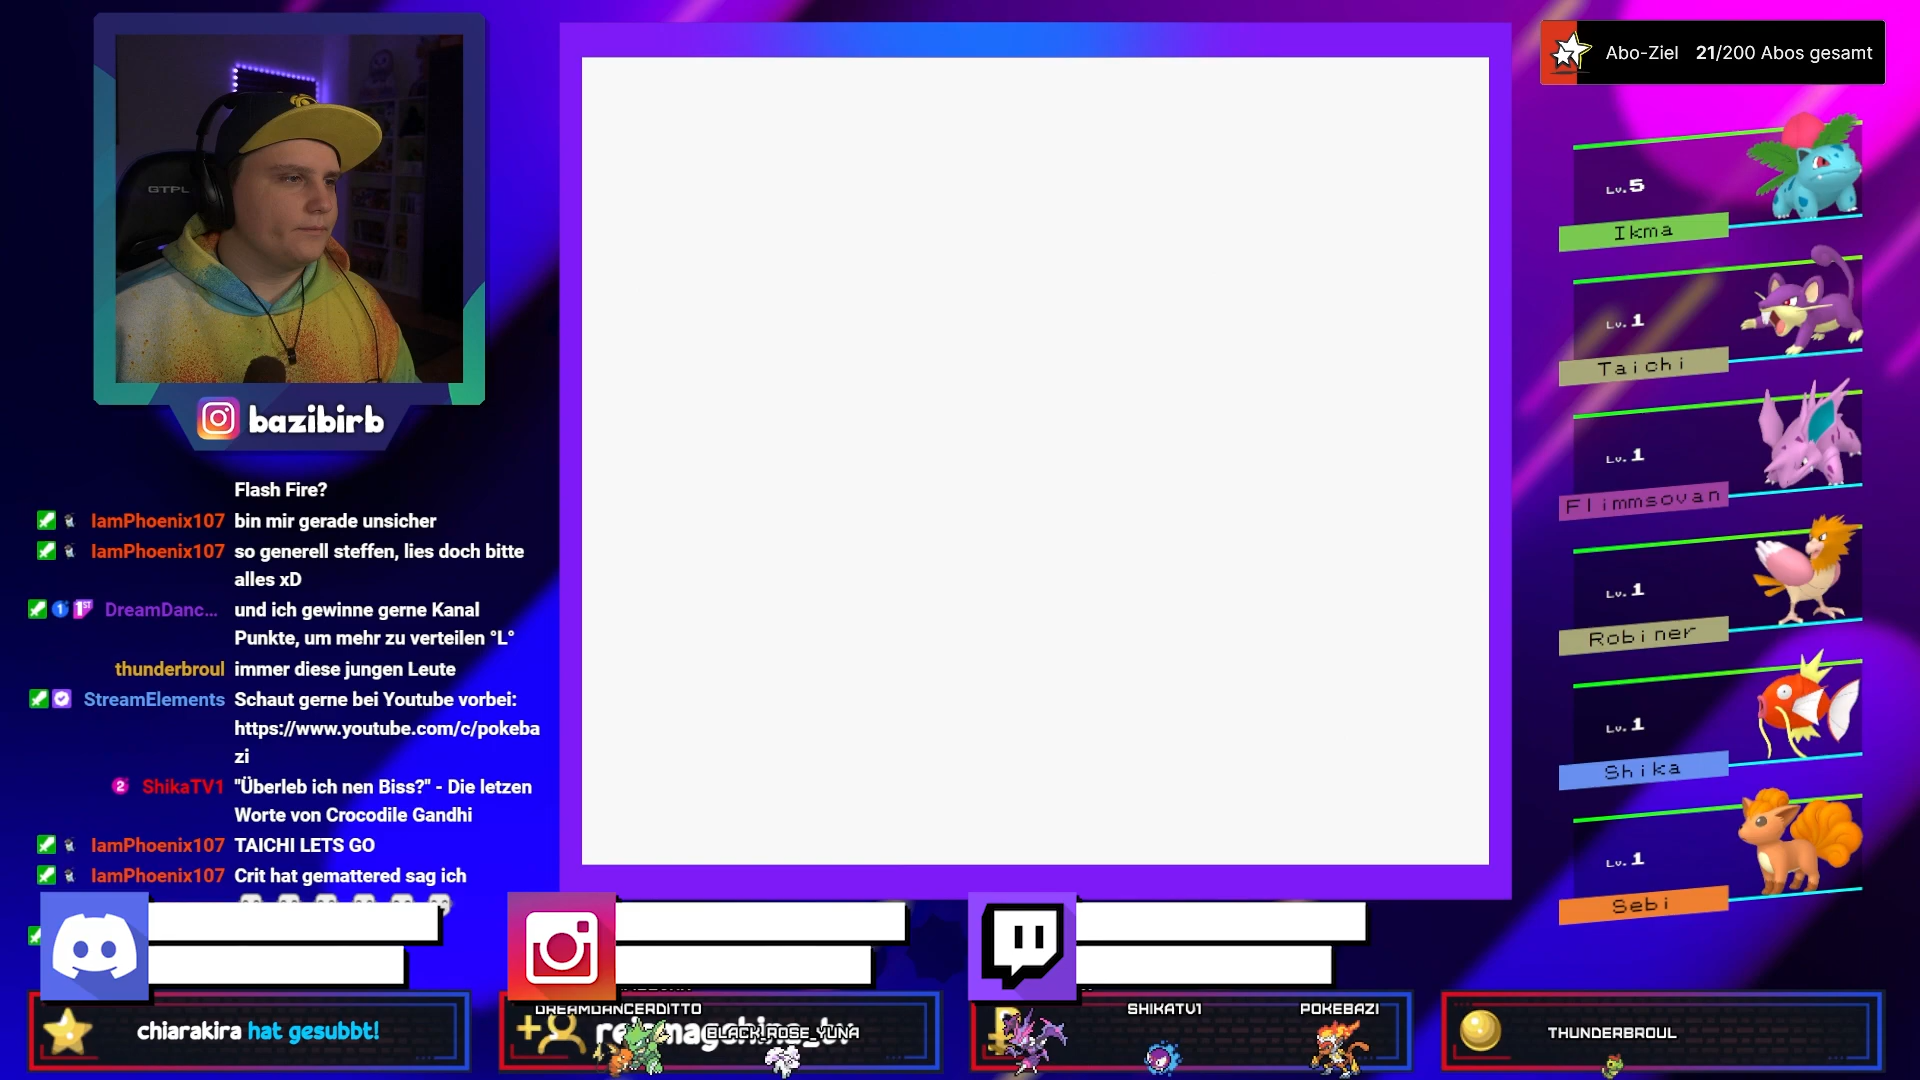 Abo-Ziel 21/200 Abos gesamt
GTPL
bazibirb
Lv.5
Ikma
Lv.1
Taichi
Lv.1
Flimmsovan
Lv.1
Robiner
Lv.1
Shika
Lv.1
Sebi
Flash Fire?
IamPhoenix107 bin mir gerade unsicher
IamPhoenix107 so generell steffen, lies doch bitte
alles xD
1 1ST DreamDanc... und ich gewinne gerne Kanal
Punkte, um mehr zu verteilen °L°
thunderbroul immer diese jungen Leute
StreamElements Schaut gerne bei Youtube vorbei:
https://www.youtube.com/c/pokeba
zi
2 ShikaTV1 "Überleb ich nen Biss?" - Die letzen
Worte von Crocodile Gandhi
IamPhoenix107 TAICHI LETS GO
IamPhoenix107 Crit hat gemattered sag ich
chiarakira hat gesubbt!
DREAMDANCERDITTO
BLACK_ROSE_YUNA
SHIKATV1
POKEBAZI
THUNDERBROUL